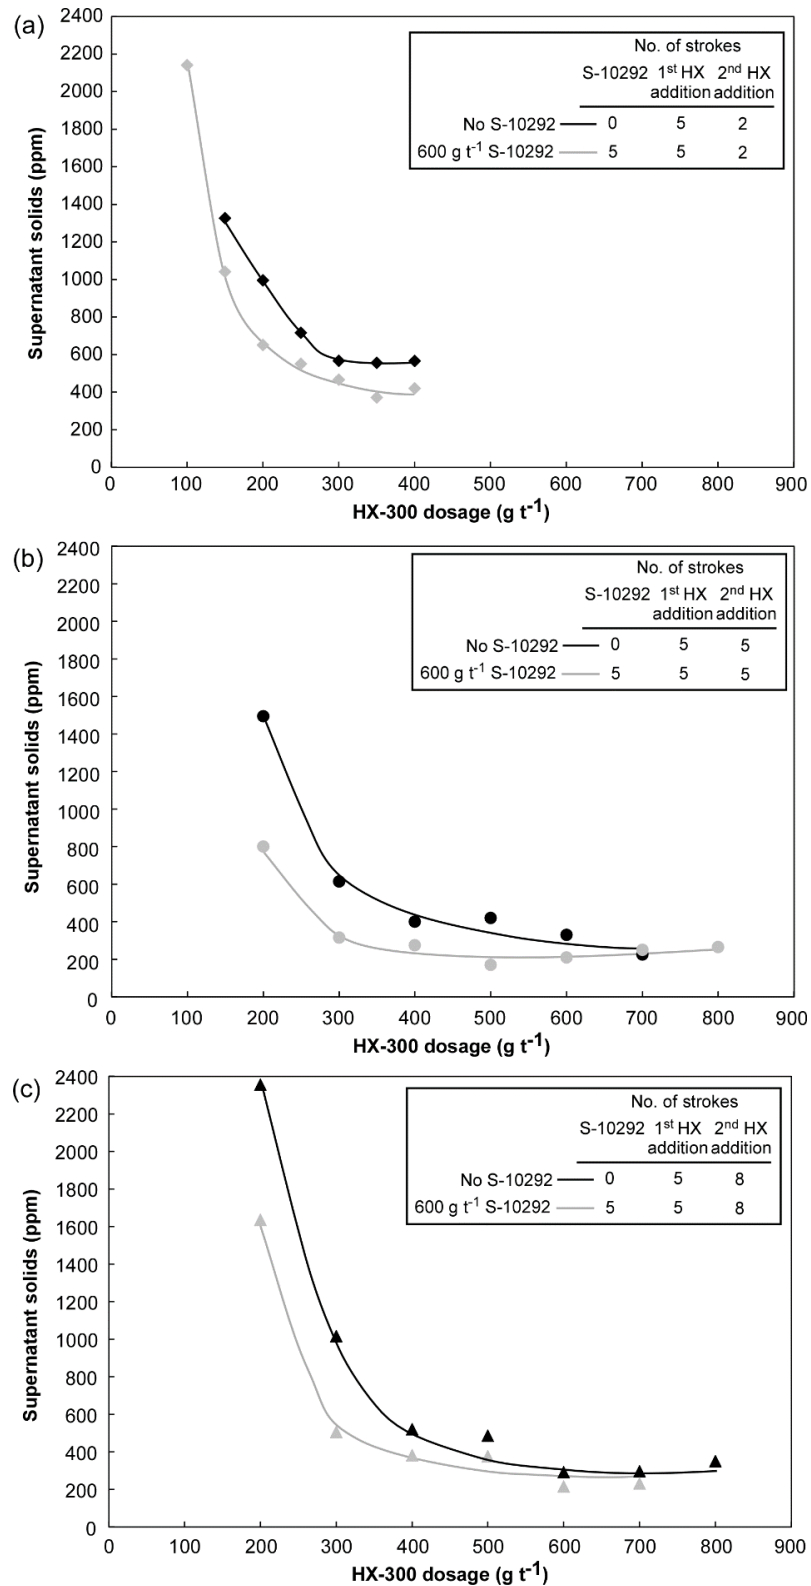 (a)
2400
2200
2000
1800
1600
1400
1200
1000
800
600
400
200
0
Supernatant solids (ppm)
No. of strokes
S-10292 1st HX addition 2nd HX addition
No S-10292 0 5 2
600 g t-1 S-10292 5 5 2
0 100 200 300 400 500 600 700 800 900
HX-300 dosage (g t-1)
(b)
2400
2200
2000
1800
1600
1400
1200
1000
800
600
400
200
0
Supernatant solids (ppm)
No. of strokes
S-10292 1st HX addition 2nd HX addition
No S-10292 0 5 5
600 g t-1 S-10292 5 5 5
0 100 200 300 400 500 600 700 800 900
HX-300 dosage (g t-1)
(c)
2400
2200
2000
1800
1600
1400
1200
1000
800
600
400
200
0
Supernatant solids (ppm)
No. of strokes
S-10292 1st HX addition 2nd HX addition
No S-10292 0 5 8
600 g t-1 S-10292 5 5 8
0 100 200 300 400 500 600 700 800 900
HX-300 dosage (g t-1)